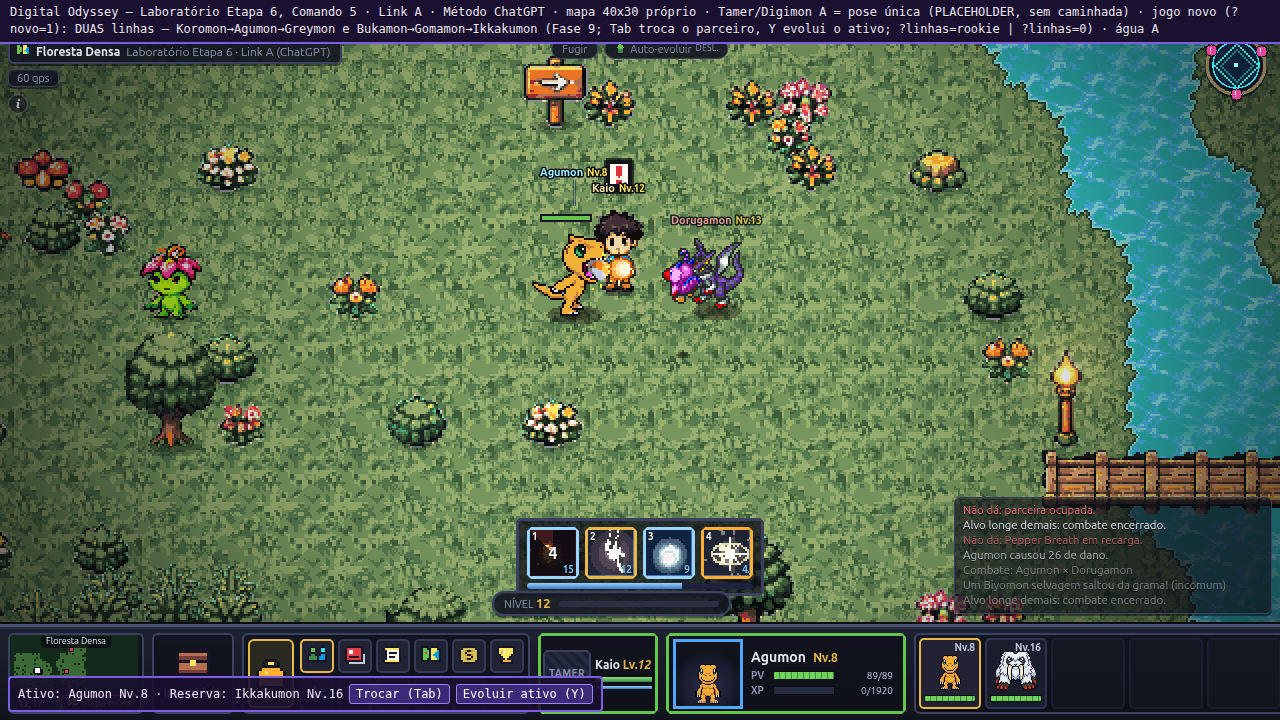 Digital Odyssey — Laboratório Etapa 6, Comando 5 · Link A · Método ChatGPT · mapa 40x30 próprio · Tamer/Digimon A = pose única (PLACEHOLDER, sem caminhada) · jogo novo (?
novo=1): DUAS linhas — Koromon→Agumon→Greymon e Bukamon→Gomamon→Ikkakumon (Fase 9; Tab troca o parceiro, Y evolui o ativo; ?linhas=rookie | ?linhas=0) · água A
Floresta Densa Laboratório Etapa 6 · Link A (ChatGPT)
Fugir
Auto-evoluir DESL.
60 qps
i
Agumon Nv.8
Kaio Nv.12
Dorugamon Nv.13
Não dá: parceira ocupada.
Alvo longe demais: combate encerrado.
Não dá: Pepper Breath em recarga.
Agumon causou 26 de dano.
Combate: Agumon × Dorugamon
Um Biyomon selvagem saltou da grama! (incomum)
Alvo longe demais: combate encerrado.
1 4 15
2 12
3 9
4 4
NÍVEL 12
Floresta Densa
TAMER
Kaio Lv.12
Agumon Nv.8
PV 89/89
XP 0/1920
Nv.8
Nv.16
Ativo: Agumon Nv.8 · Reserva: Ikkakumon Nv.16 Trocar (Tab) Evoluir ativo (Y)